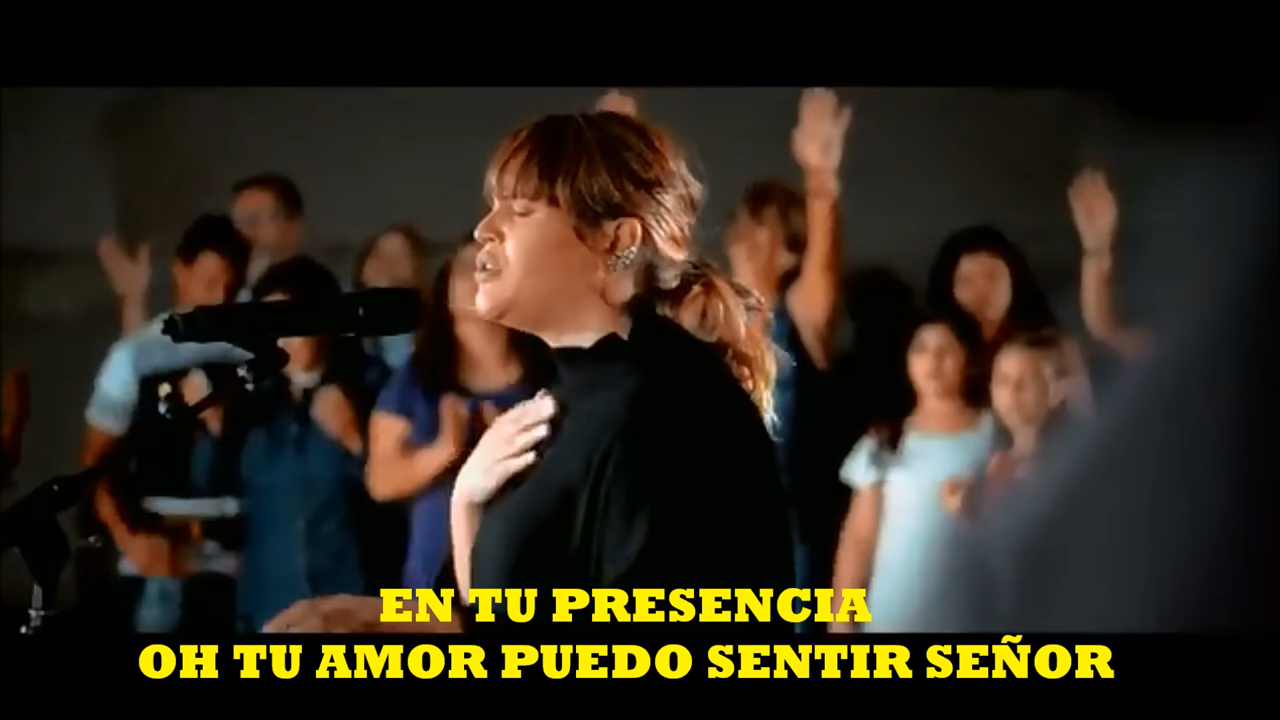 EN TU PRESENCIA
OH TU AMOR PUEDO SENTIR SEÑOR